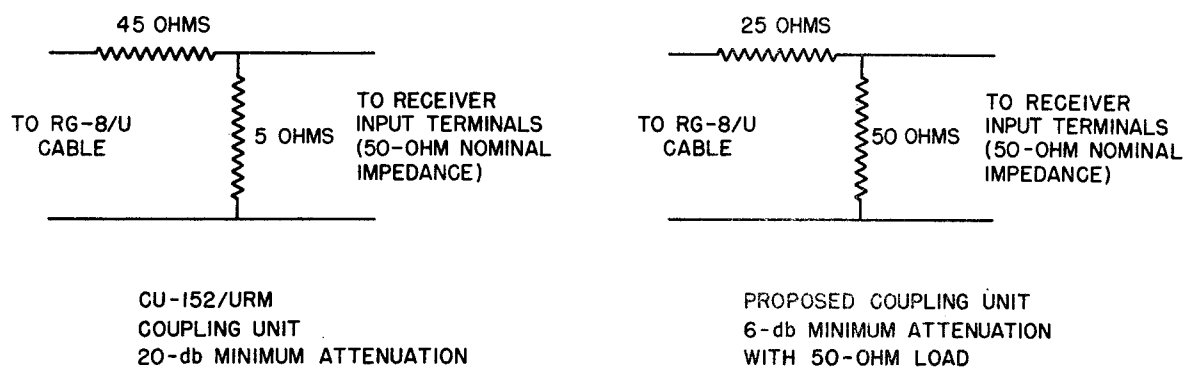 45 OHMS
TO RG-8/U
CABLE
5 OHMS
TO RECEIVER
INPUT TERMINALS
(50-OHM NOMINAL
IMPEDANCE)
CU-152/URM
COUPLING UNIT
20-db MINIMUM ATTENUATION
25 OHMS
TO RG-8/U
CABLE
50 OHMS
TO RECEIVER
INPUT TERMINALS
(50-OHM NOMINAL
IMPEDANCE)
PROPOSED COUPLING UNIT
6-db MINIMUM ATTENUATION
WITH 50-OHM LOAD